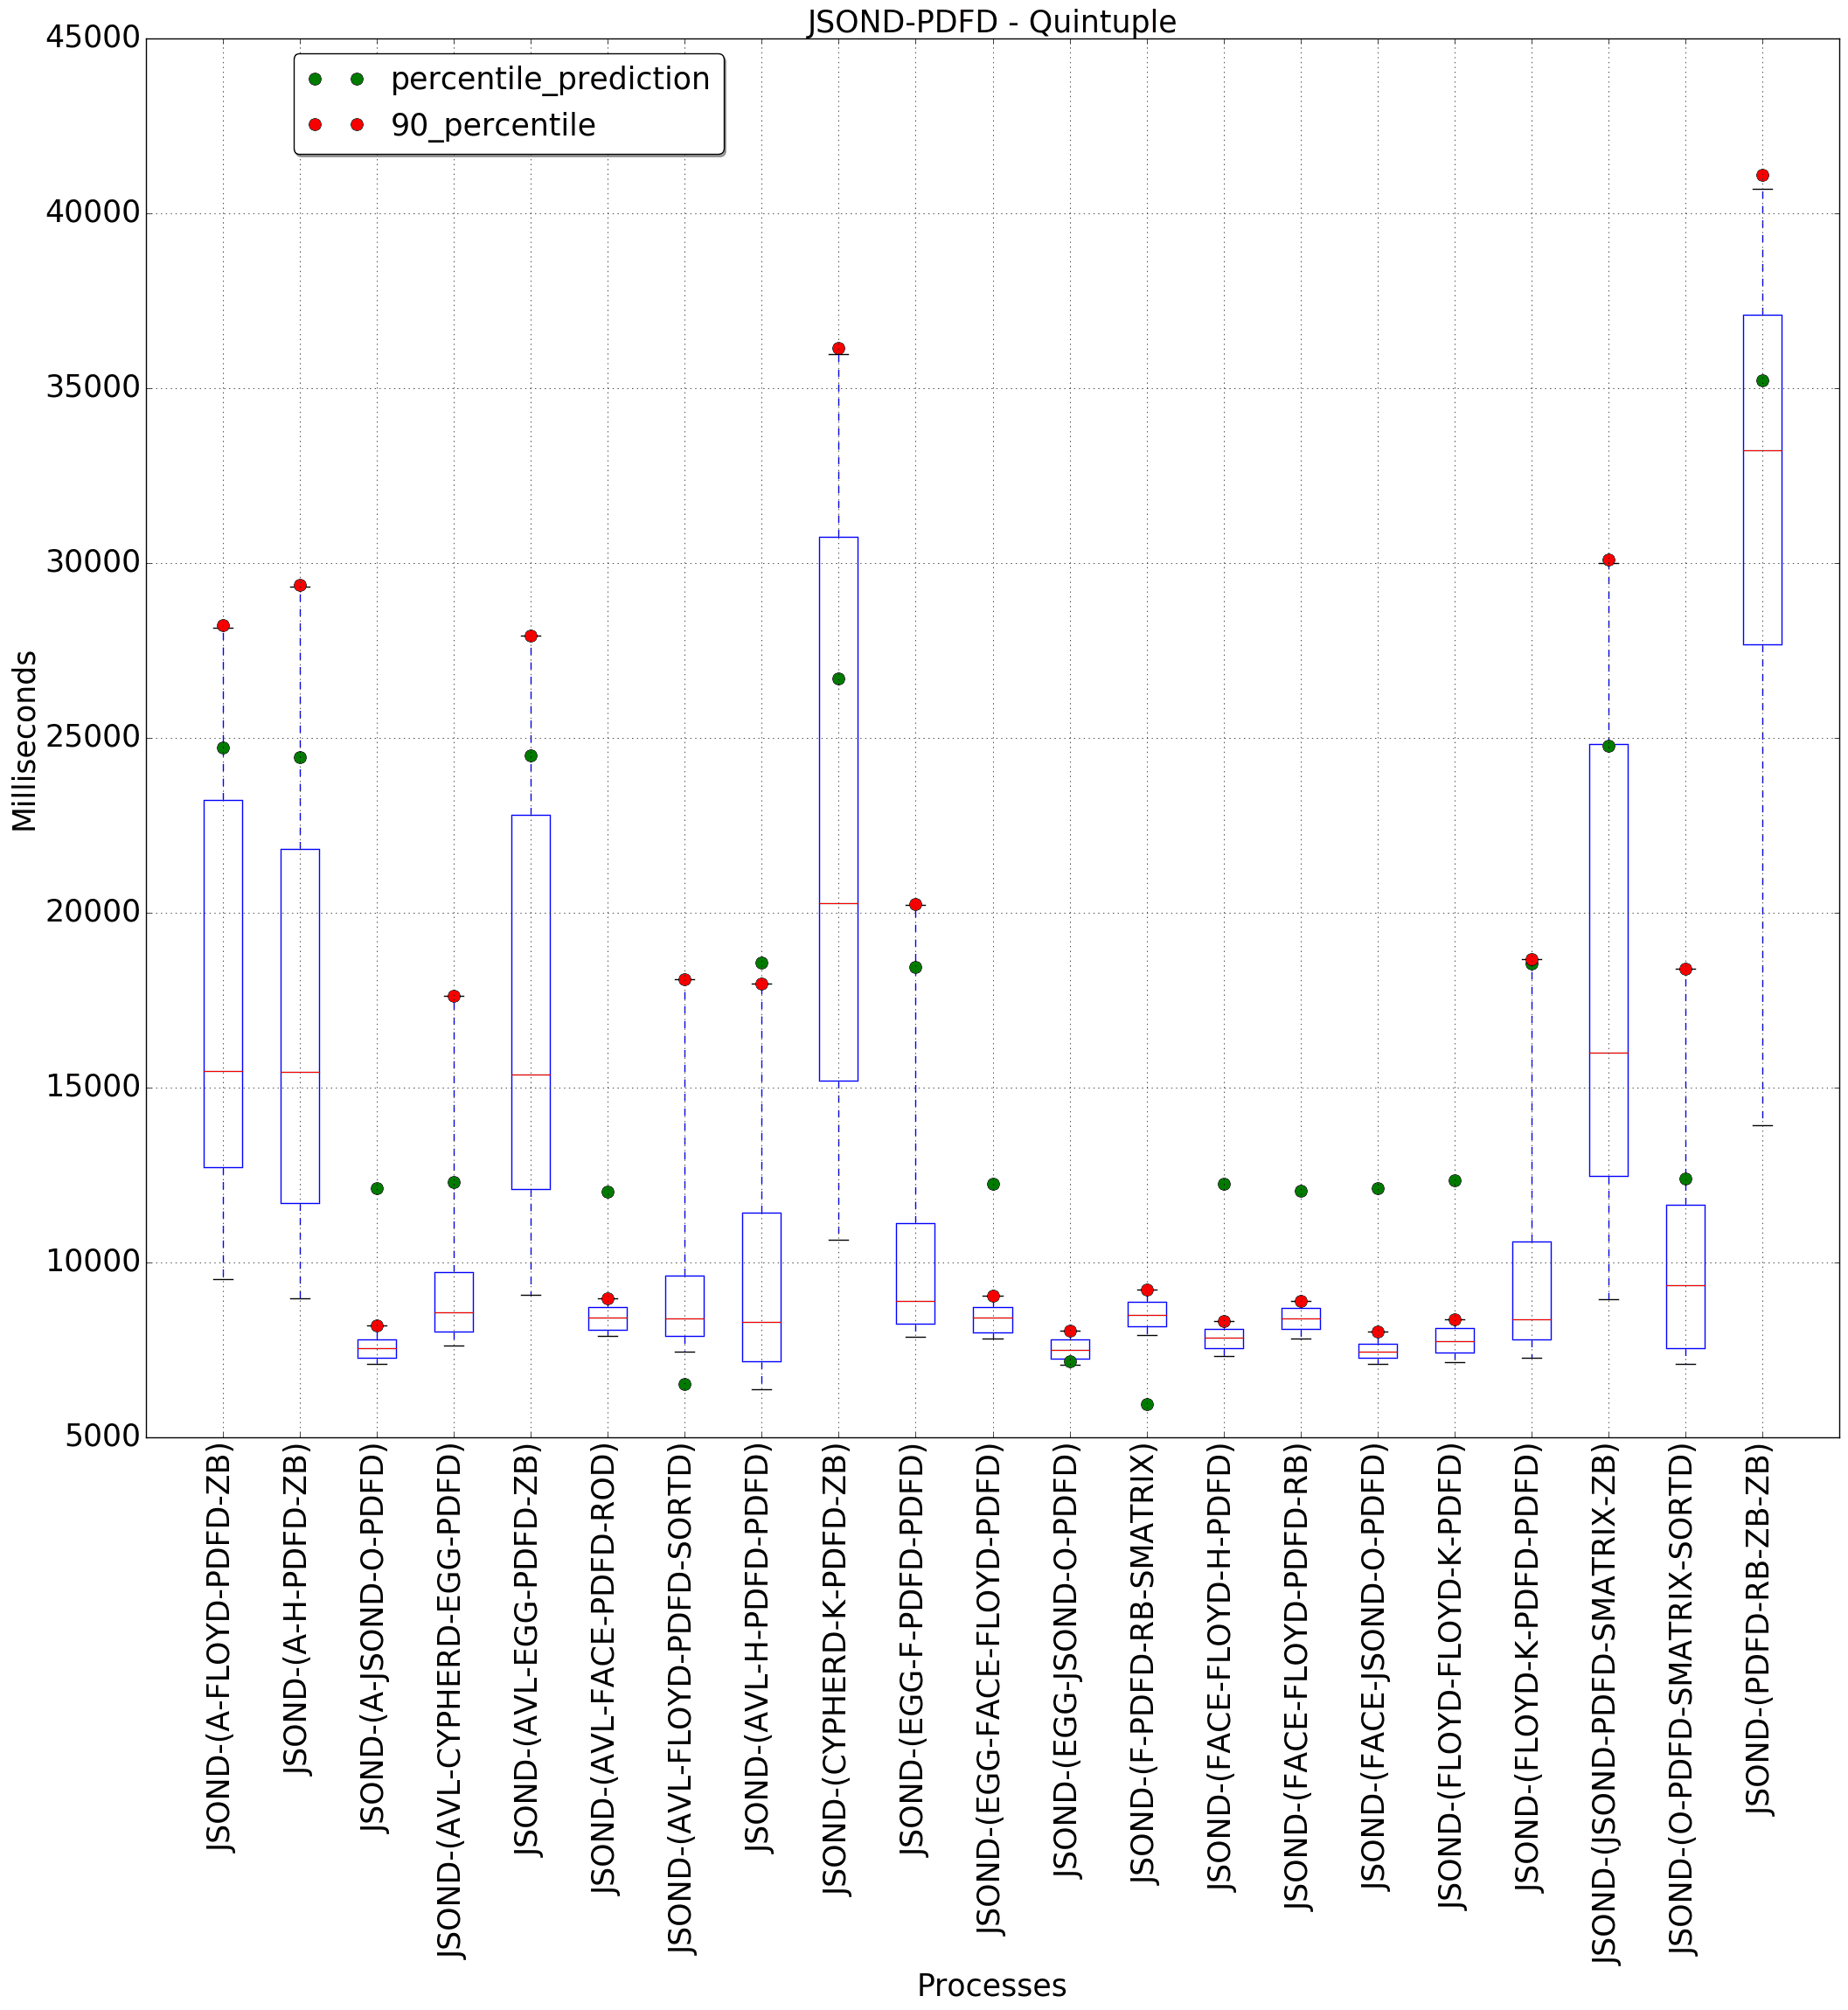 JSOND-PDFD - Quintuple
percentile_prediction
90_percentile
45000
40000
35000
30000
25000
20000
15000
10000
5000
Milliseconds
JSOND-(A-FLOYD-PDFD-ZB)
JSOND-(A-H-PDFD-ZB)
JSOND-(A-JSOND-O-PDFD)
JSOND-(AVL-CYPHERD-EGG-PDFD)
JSOND-(AVL-EGG-PDFD-ZB)
JSOND-(AVL-FACE-PDFD-ROD)
JSOND-(AVL-FLOYD-PDFD-SORTD)
JSOND-(AVL-H-PDFD-PDFD)
JSOND-(CYPHERD-K-PDFD-ZB)
JSOND-(EGG-F-PDFD-PDFD)
JSOND-(EGG-FACE-FLOYD-PDFD)
JSOND-(EGG-JSOND-O-PDFD)
JSOND-(F-PDFD-RB-SMATRIX)
JSOND-(FACE-FLOYD-H-PDFD)
JSOND-(FACE-FLOYD-PDFD-RB)
JSOND-(FACE-JSOND-O-PDFD)
JSOND-(FLOYD-FLOYD-K-PDFD)
JSOND-(FLOYD-K-PDFD-PDFD)
JSOND-(JSOND-PDFD-SMATRIX-ZB)
JSOND-(O-PDFD-SMATRIX-SORTD)
JSOND-(PDFD-RB-ZB-ZB)
Processes